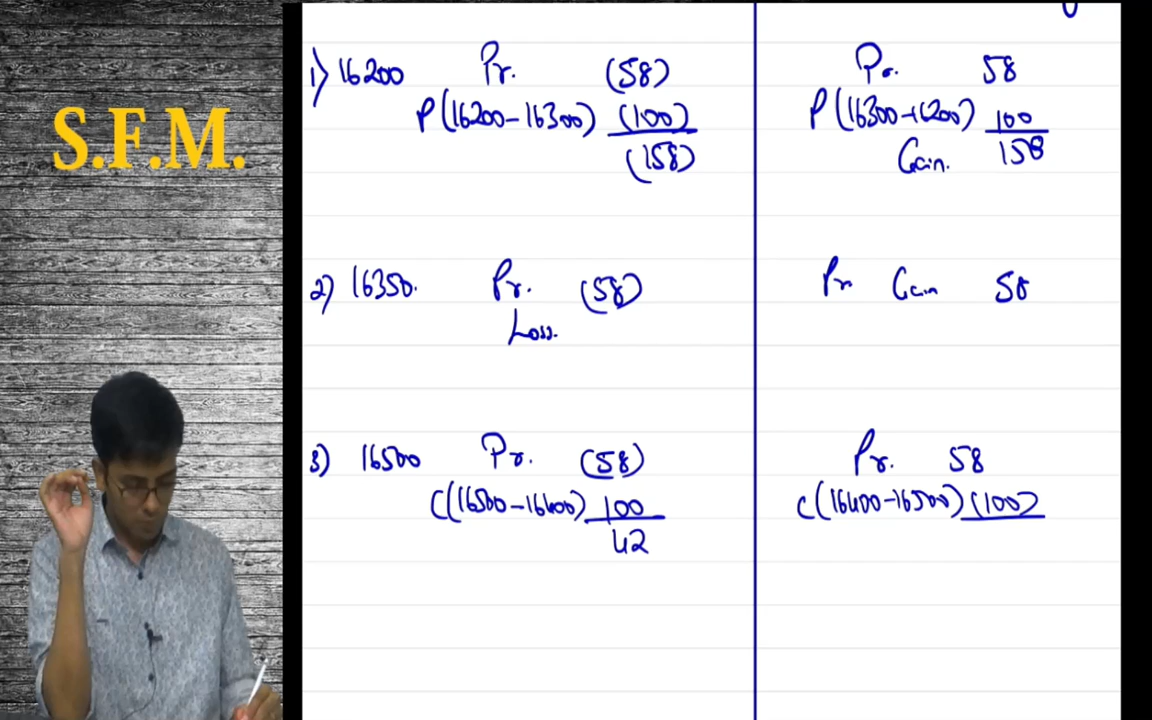 S.F.M.
1) 16200 Pr. (58)
P(16200-16300) (100)
(158)
Pr. 58
P(16300-16200) 100
Gain. 158
2) 16350. Pr. (58)
Loss.
Pr Gain 58
3) 16500 Pr. (58)
C(16500-16400) 100
42
Pr. 58
C(16400-16500) (100)